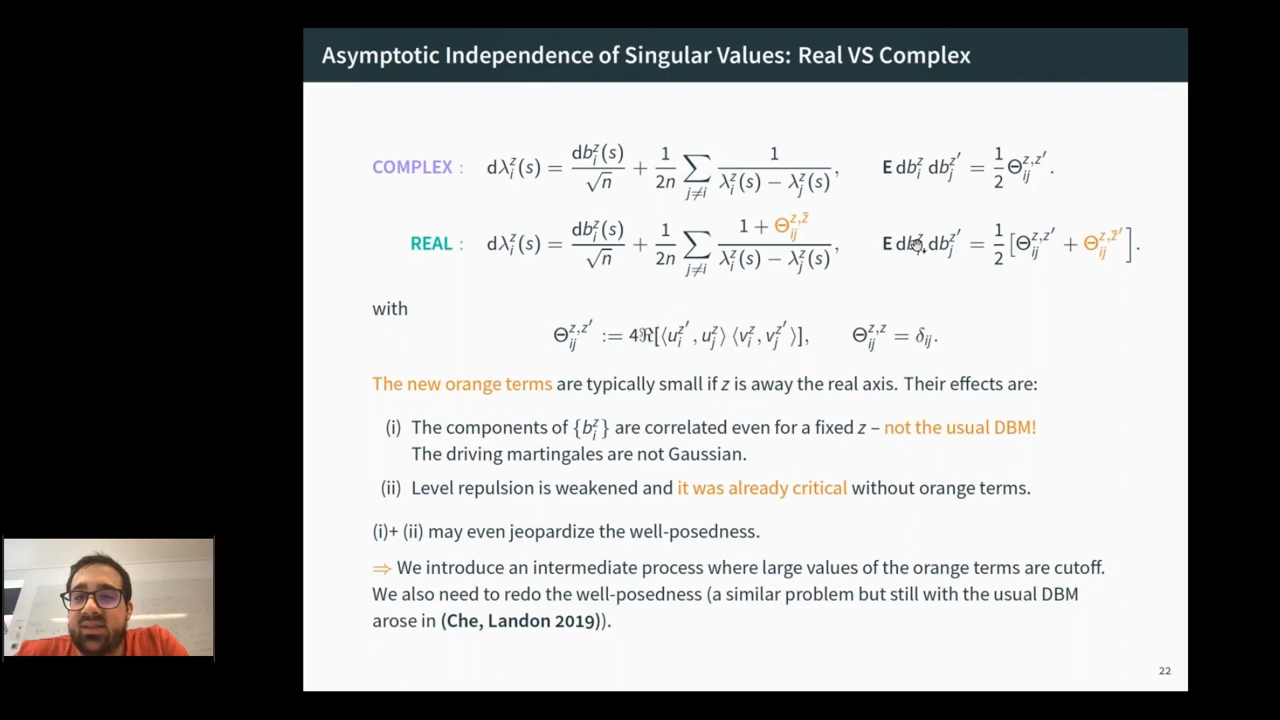 Asymptotic Independence of Singular Values: Real VS Complex
COMPLEX : dλ_i^z(s) = db_i^z(s)/√n + 1/2n ∑_{j≠i} 1/(λ_i^z(s) − λ_j^z(s)), E db_i^z db_j^{z′} = 1/2 Θ_{ij}^{z,z′}.
REAL : dλ_i^z(s) = db_i^z(s)/√n + 1/2n ∑_{j≠i} (1 + Θ_{ij}^{z,z̄})/(λ_i^z(s) − λ_j^z(s)), E db_i^z db_j^{z′} = 1/2 [Θ_{ij}^{z,z′} + Θ_{ij}^{z,z̄′}].
with
Θ_{ij}^{z,z′} := 4ℜ[⟨u_i^{z′}, u_j^z⟩ ⟨v_i^z, v_j^{z′}⟩], Θ_{ij}^{z,z} = δ_{ij}.
The new orange terms are typically small if z is away the real axis. Their effects are:
(i) The components of {b_i^z} are correlated even for a fixed z – not the usual DBM!
The driving martingales are not Gaussian.
(ii) Level repulsion is weakened and it was already critical without orange terms.
(i)+ (ii) may even jeopardize the well-posedness.
⇒ We introduce an intermediate process where large values of the orange terms are cutoff.
We also need to redo the well-posedness (a similar problem but still with the usual DBM
arose in (Che, Landon 2019)).
22